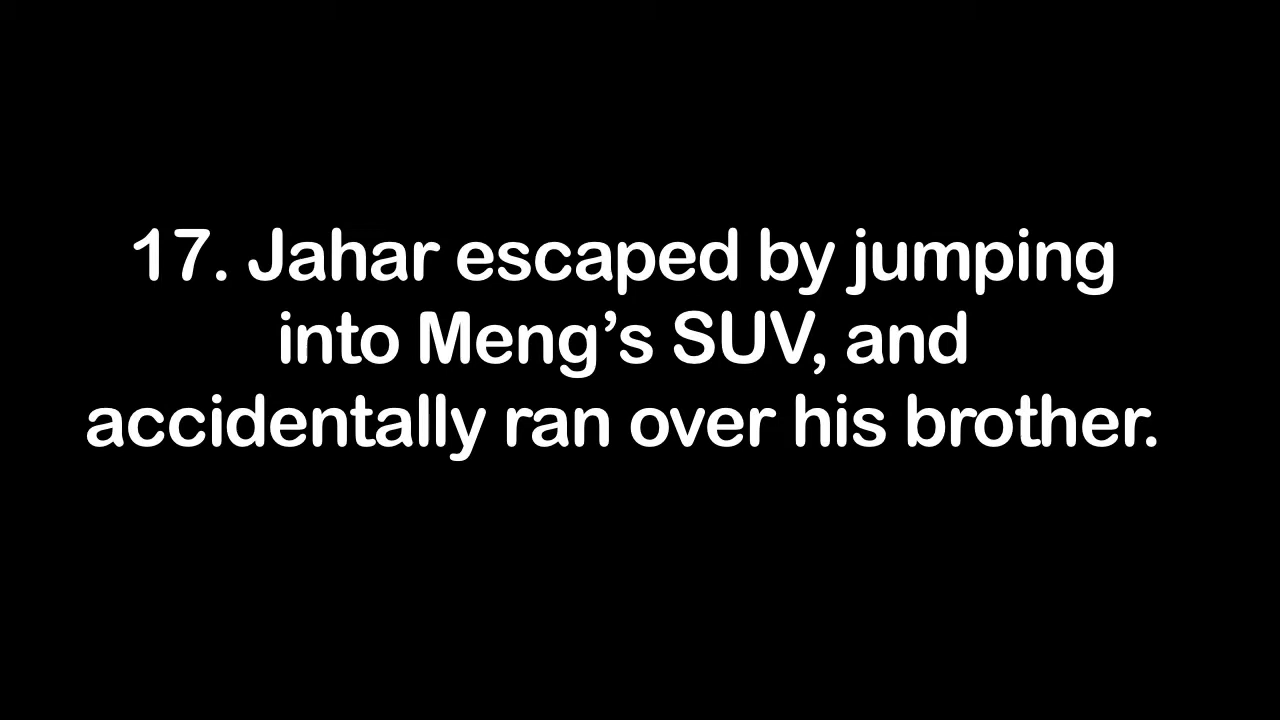 17. Jahar escaped by jumping
into Meng’s SUV, and
accidentally ran over his brother.